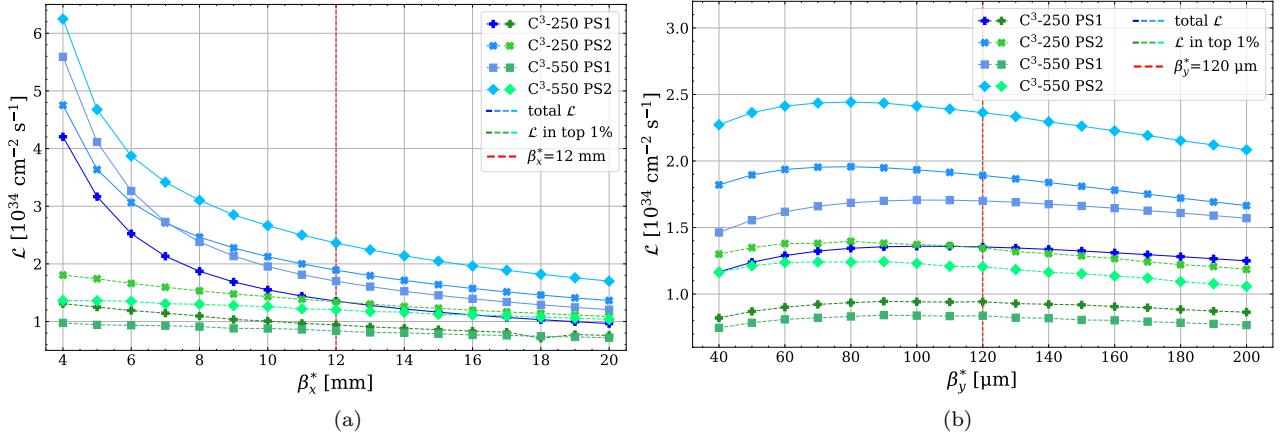 6
5
4
3
2
1
4
6
8
10
12
14
16
18
20
ℒ [10³⁴ cm⁻² s⁻¹]
βₓ* [mm]
C³-250 PS1
C³-250 PS2
C³-550 PS1
C³-550 PS2
total ℒ
ℒ in top 1%
βₓ*=12 mm
(a)
3.0
2.5
2.0
1.5
1.0
40
60
80
100
120
140
160
180
200
ℒ [10³⁴ cm⁻² s⁻¹]
β_y* [μm]
C³-250 PS1
C³-250 PS2
C³-550 PS1
C³-550 PS2
total ℒ
ℒ in top 1%
β_y*=120 μm
(b)